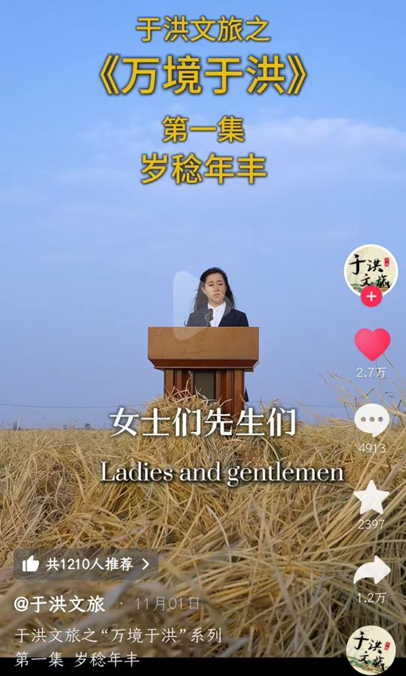 于洪文旅之
《万境于洪》
第一集
岁稔年丰
于洪
文旅
2.7万
女士们先生们
Ladies and gentlemen
4913
2397
共1210人推荐 >
1.2万
@于洪文旅 · 11月01日
于洪文旅之“万境于洪”系列
第一集 岁稔年丰
于洪
文旅